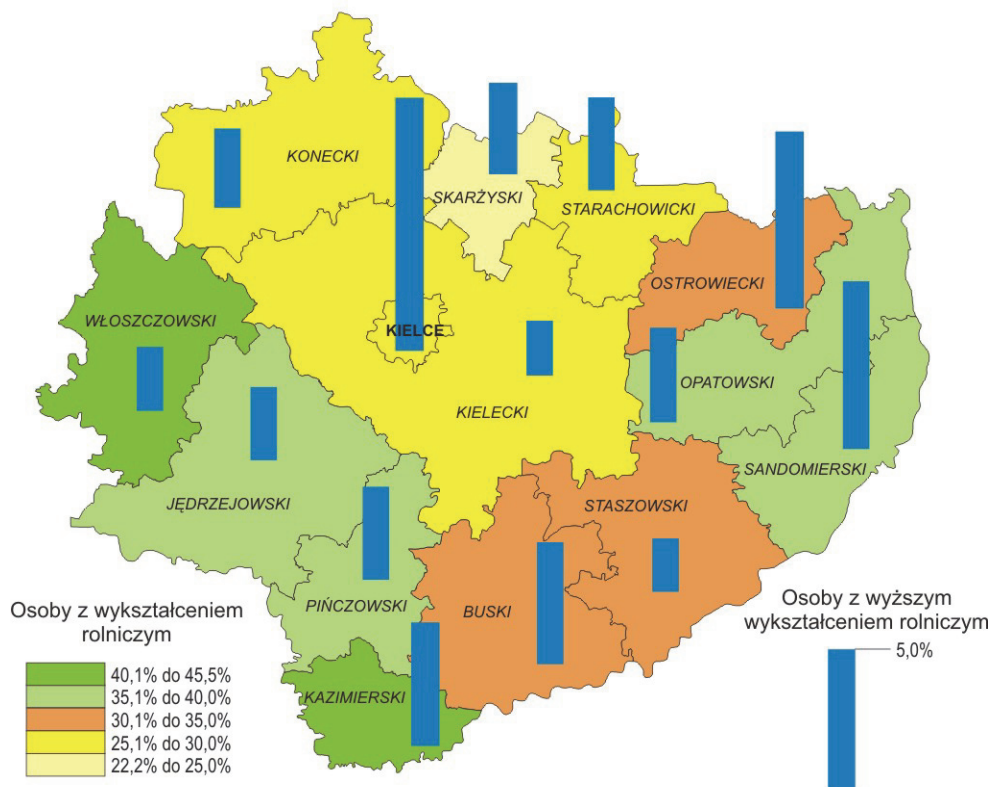 KONECKI
SKARŻYSKI
STARACHOWICKI
OSTROWIECKI
WŁOSZCZOWSKI
KIELCE
OPATOWSKI
KIELECKI
SANDOMIERSKI
JĘDRZEJOWSKI
STASZOWSKI
PIŃCZOWSKI
BUSKI
KAZIMIERSKI
Osoby z wykształceniem
rolniczym
40,1% do 45,5%
35,1% do 40,0%
30,1% do 35,0%
25,1% do 30,0%
22,2% do 25,0%
Osoby z wyższym
wykształceniem rolniczym
5,0%